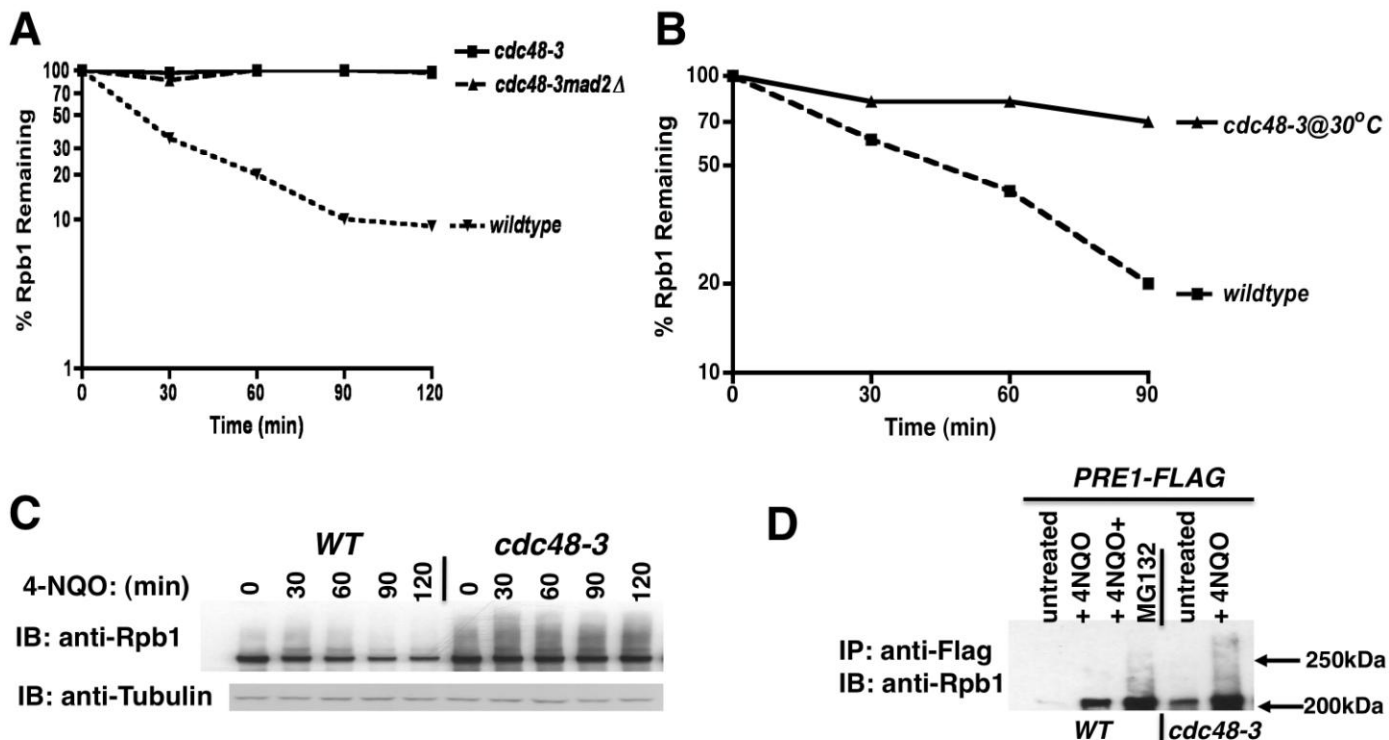 A
% Rpb1 Remaining
100
70
50
30
20
10
1
0 30 60 90 120
Time (min)
cdc48-3
cdc48-3mad2Δ
wildtype
B
% Rpb1 Remaining
100
70
50
20
10
0 30 60 90
Time (min)
cdc48-3@30°C
wildtype
C
WT cdc48-3
4-NQO: (min) 0 30 60 90 120 0 30 60 90 120
IB: anti-Rpb1
IB: anti-Tubulin
D
PRE1-FLAG
untreated
+ 4NQO
+ 4NQO+
MG132
untreated
+ 4NQO
IP: anti-Flag
IB: anti-Rpb1
250kDa
200kDa
WT cdc48-3